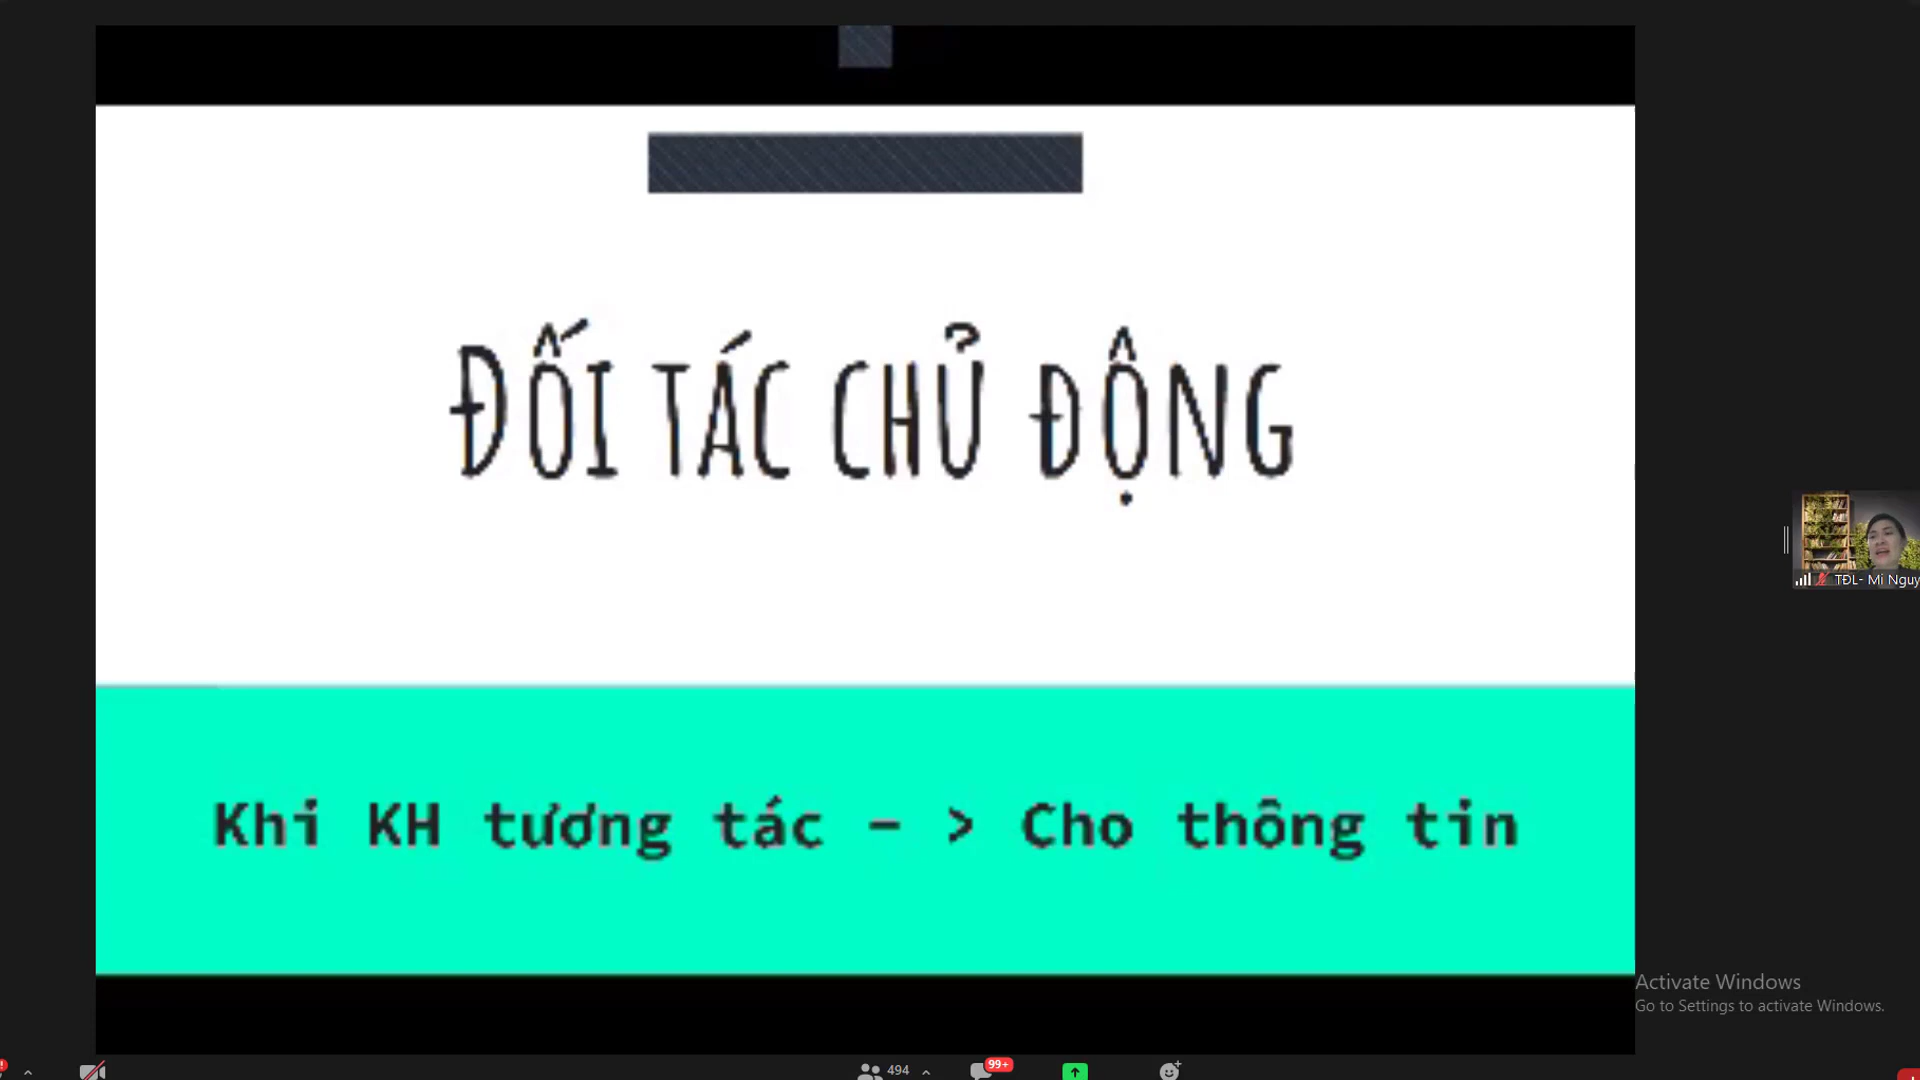 ĐỐI TÁC CHỦ ĐỘNG
Khi KH tương tác - > Cho thông tin
TĐL- Mi Nguy
Activate Windows
Go to Settings to activate Windows.
494
99+